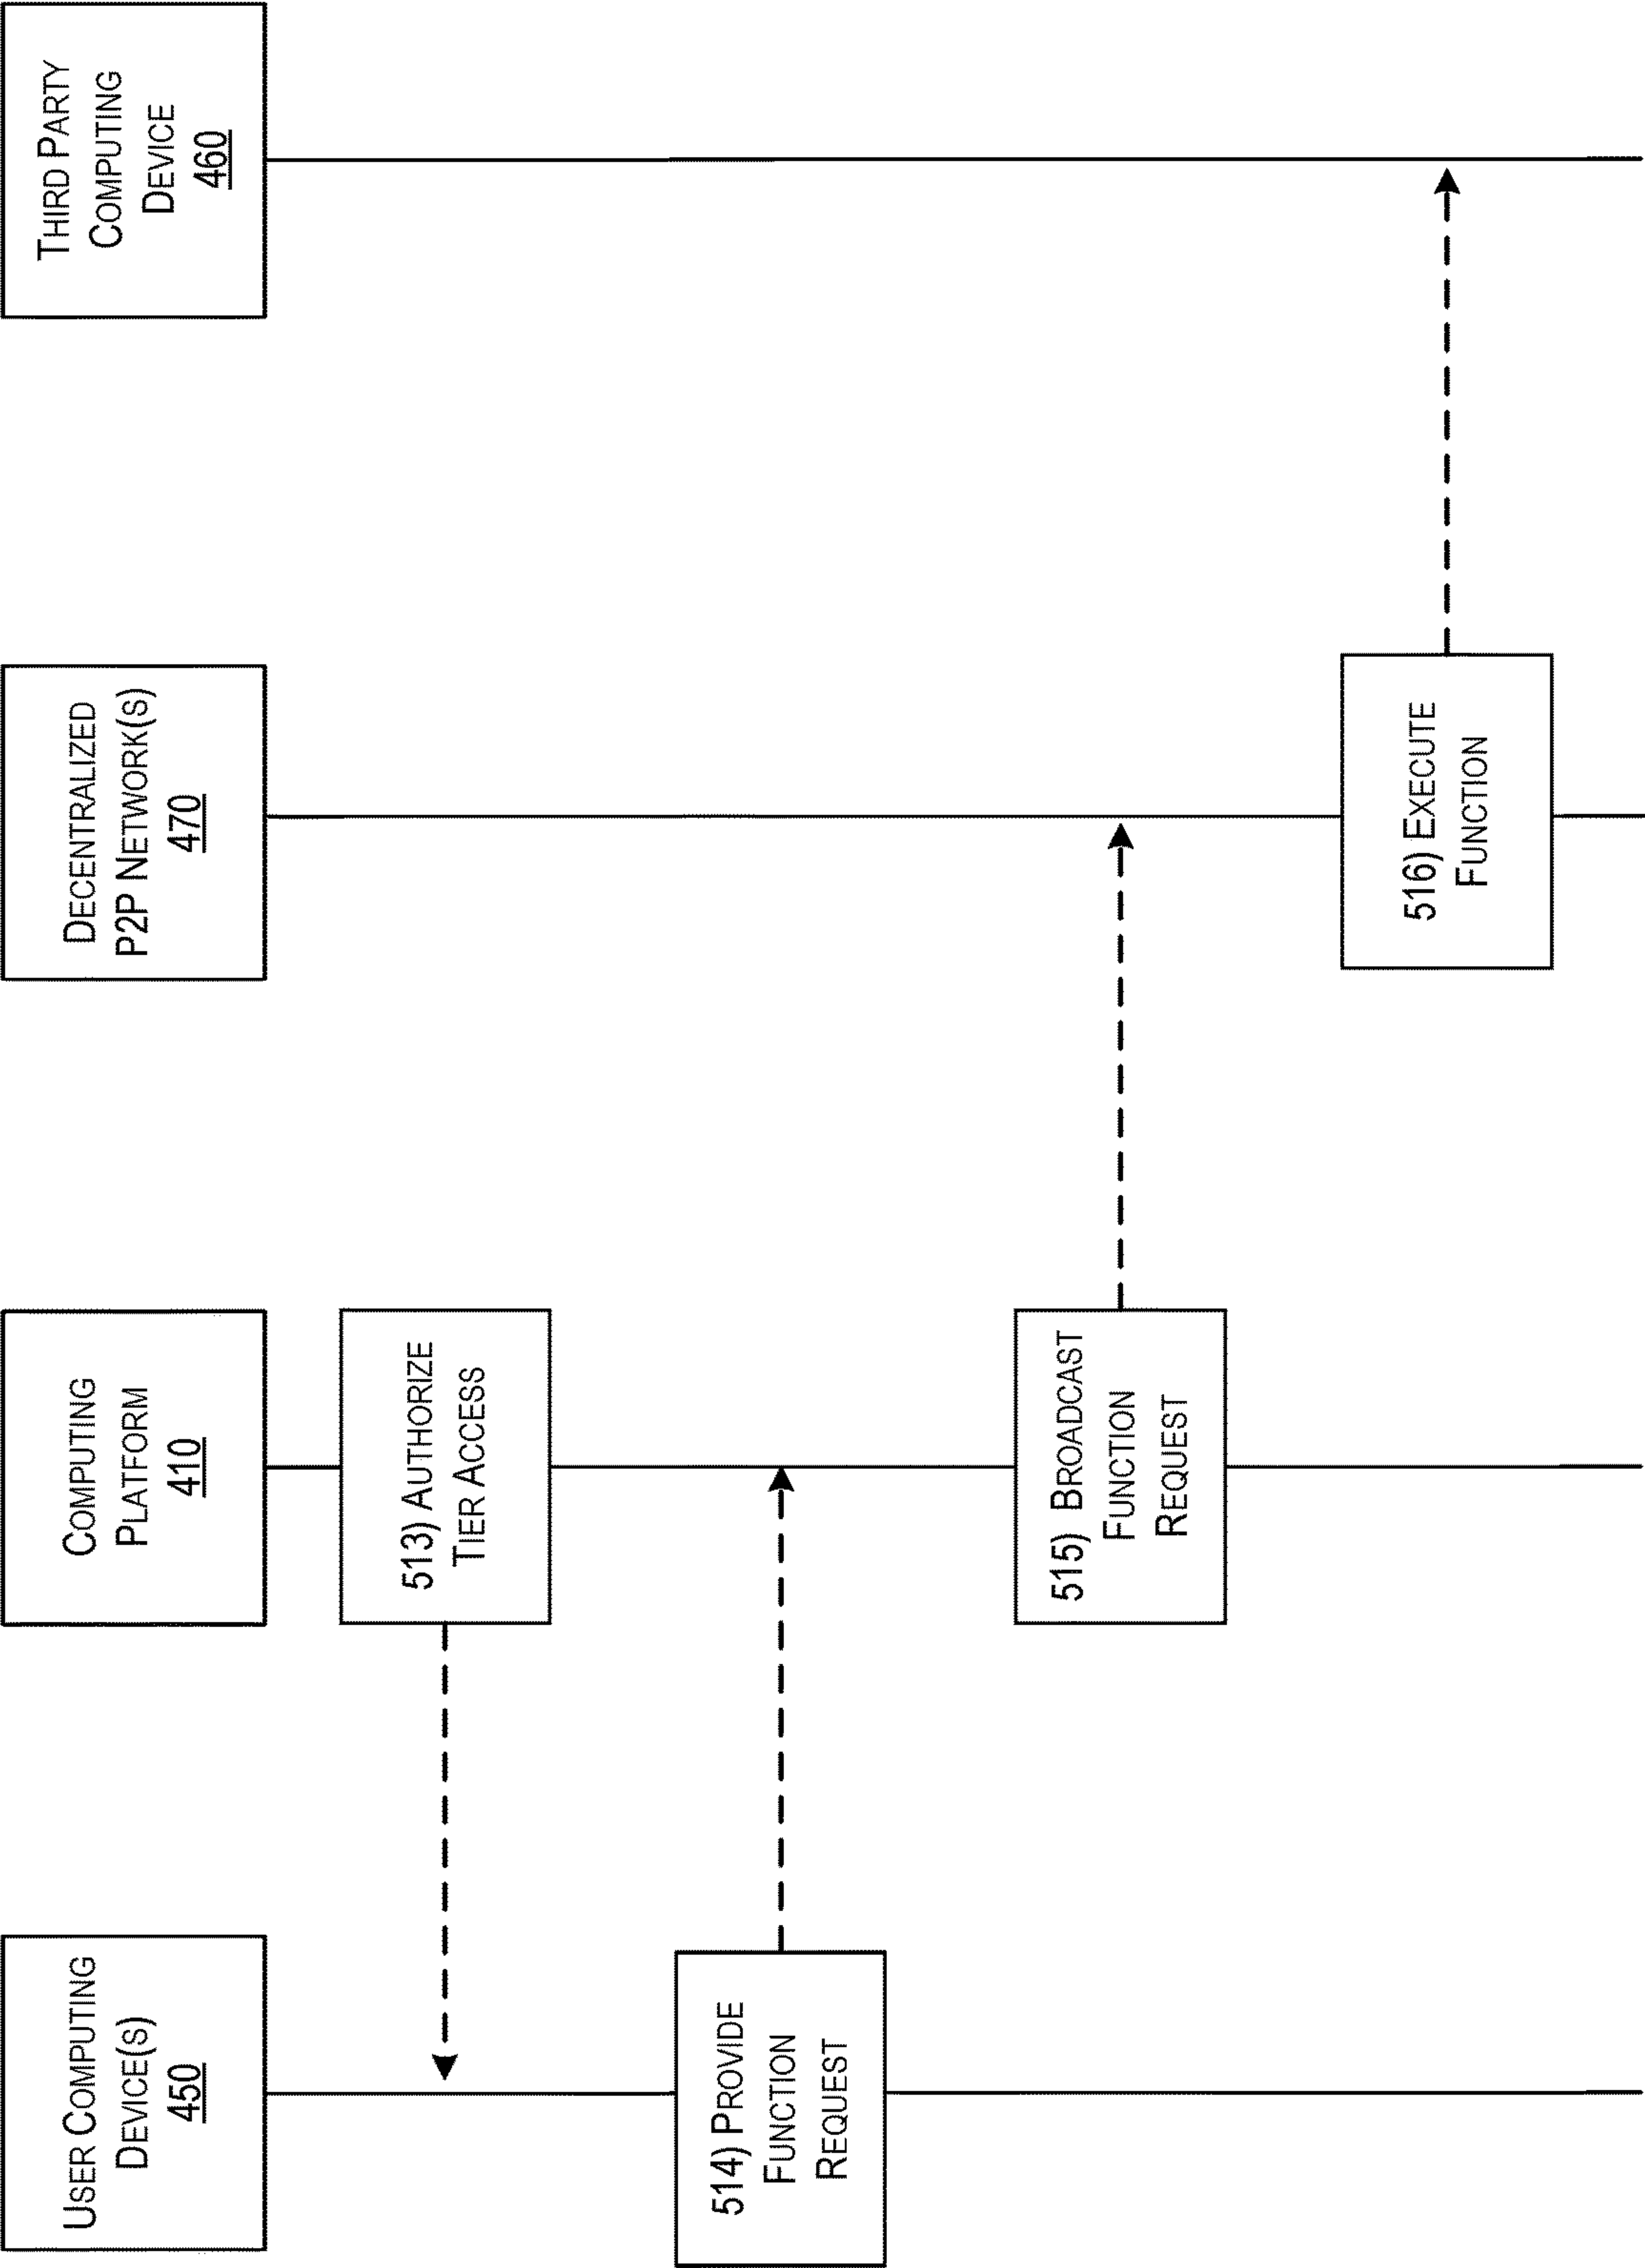 USER COMPUTING
DEVICE(S)
450
COMPUTING
PLATFORM
410
DECENTRALIZED
P2P NETWORK(S)
470
THIRD PARTY
COMPUTING
DEVICE
460
513) AUTHORIZE
TIER ACCESS
514) PROVIDE
FUNCTION
REQUEST
515) BROADCAST
FUNCTION
REQUEST
516) EXECUTE
FUNCTION